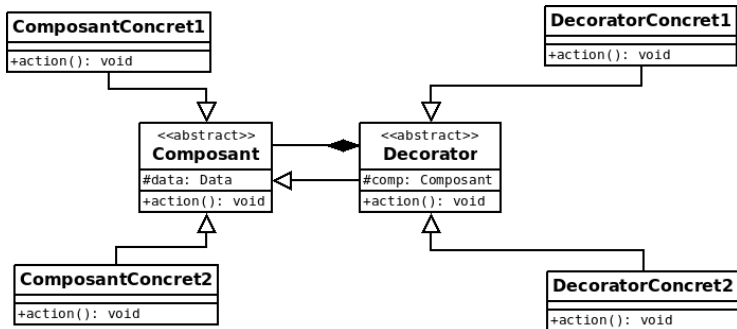 ComposantConcret1
+action(): void
DecoratorConcret1
+action(): void
<<abstract>>
Composant
#data: Data
+action(): void
<<abstract>>
Decorator
#comp: Composant
+action(): void
ComposantConcret2
+action(): void
DecoratorConcret2
+action(): void